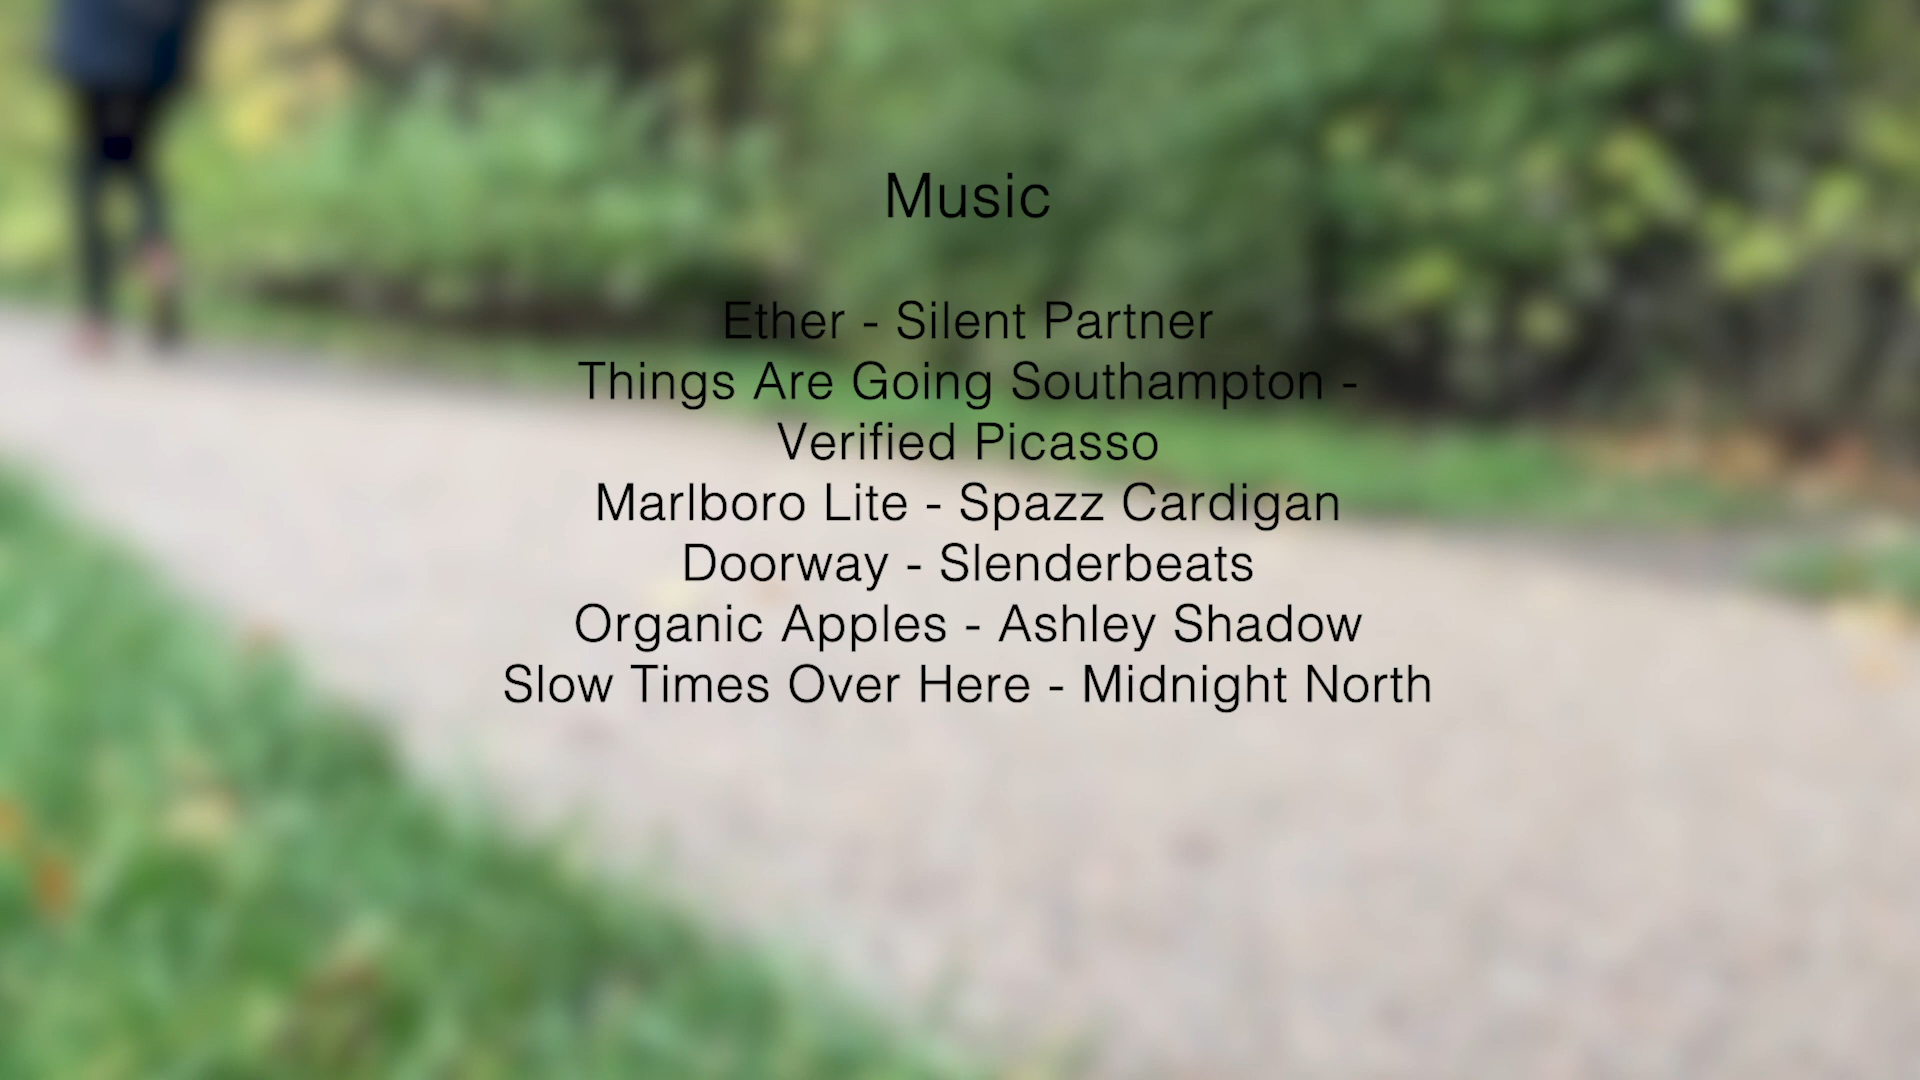 Music
Ether - Silent Partner
Things Are Going Southampton -
Verified Picasso
Marlboro Lite - Spazz Cardigan
Doorway - Slenderbeats
Organic Apples - Ashley Shadow
Slow Times Over Here - Midnight North